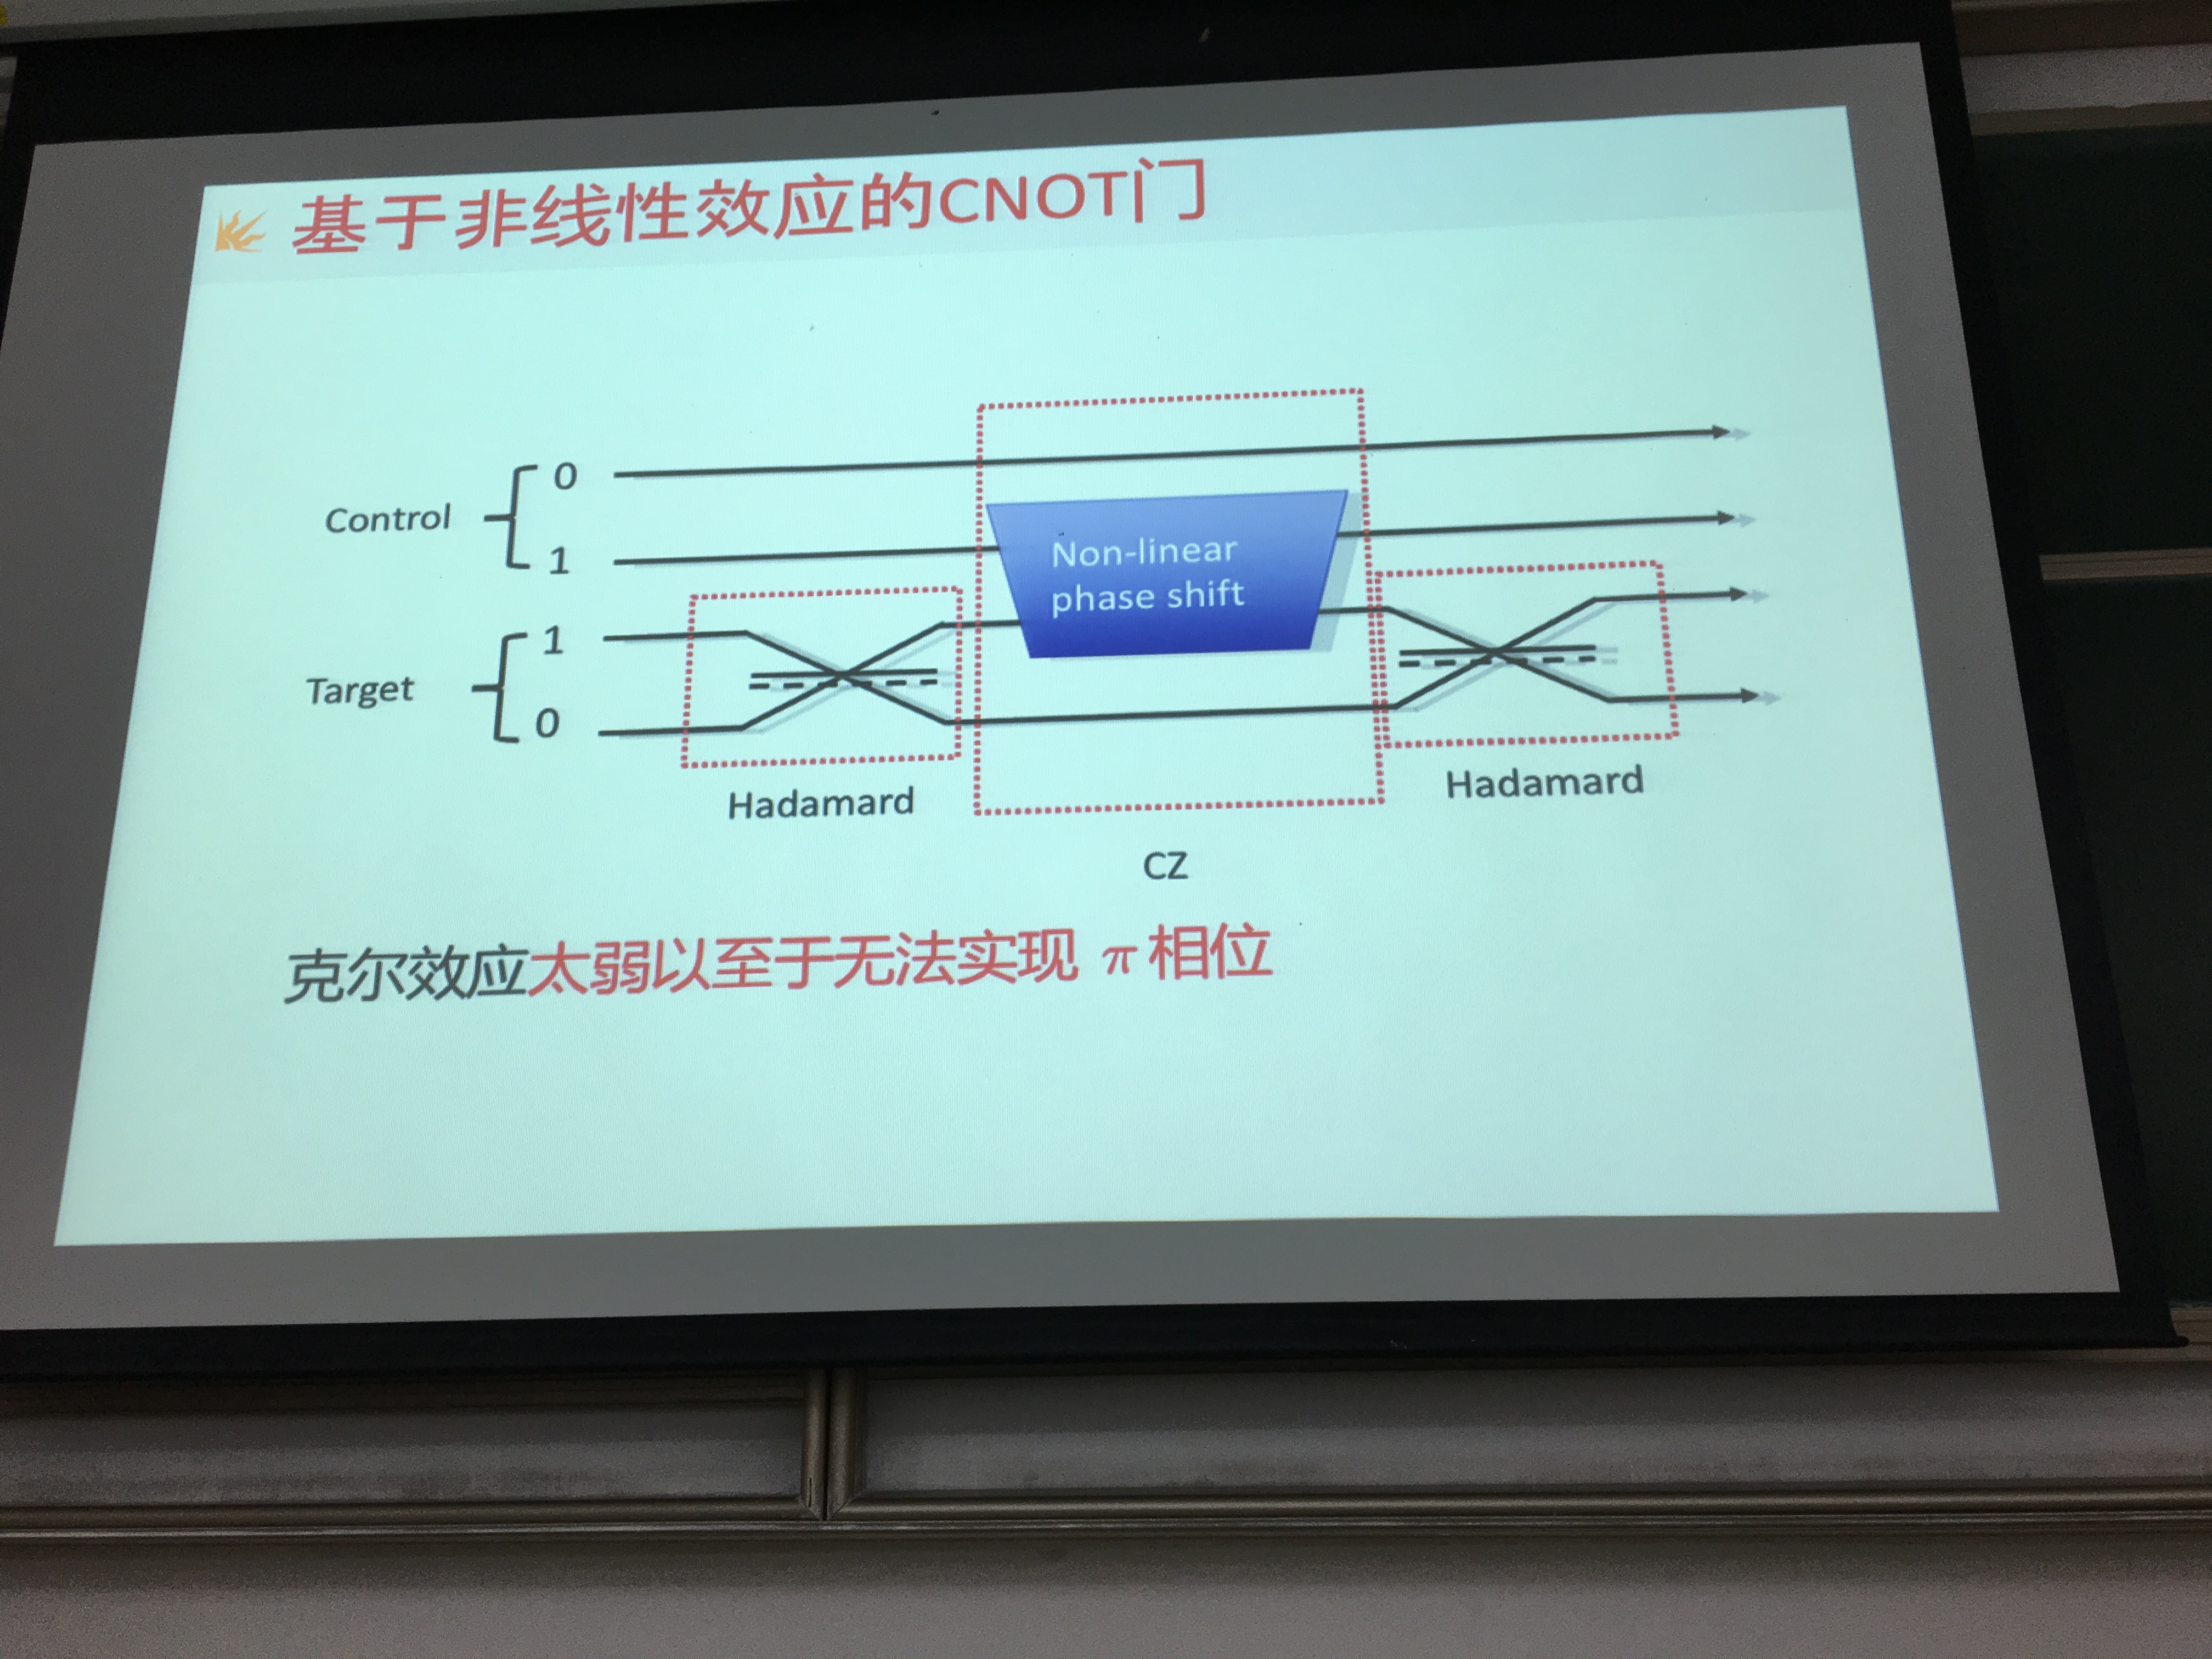 基于非线性效应的CNOT门
Control
0
1
Target
1
0
Non-linear
phase shift
Hadamard
Hadamard
CZ
克尔效应太弱以至于无法实现 π 相位